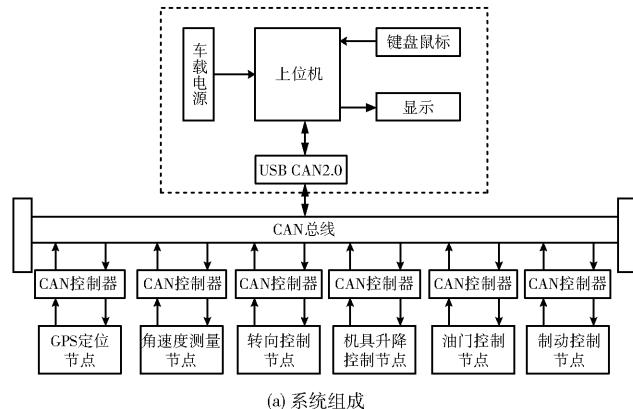 车载电源
上位机
键盘鼠标
显示
USB CAN2.0
CAN总线
CAN控制器
CAN控制器
CAN控制器
CAN控制器
CAN控制器
CAN控制器
GPS定位
节点
角速度测量
节点
转向控制
节点
机具升降
控制节点
油门控制
节点
制动控制
节点
(a) 系统组成